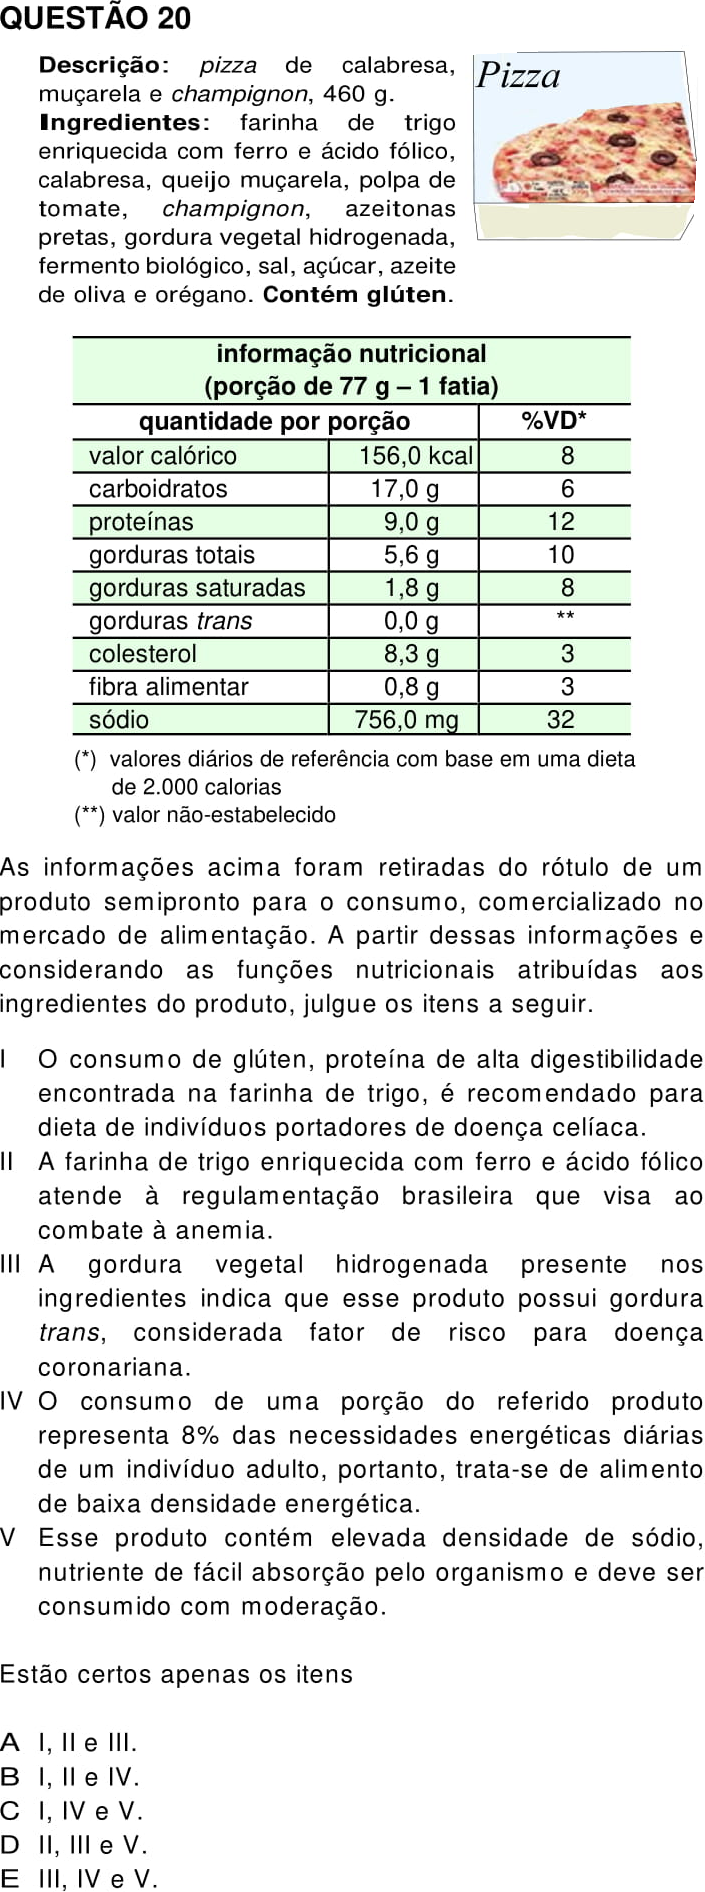 QUESTÃO 20
Descrição: pizza de calabresa,
muçarela e champignon, 460 g.
Ingredientes: farinha de trigo
enriquecida com ferro e ácido fólico,
calabresa, queijo muçarela, polpa de
tomate, champignon, azeitonas
pretas, gordura vegetal hidrogenada,
fermento biológico, sal, açúcar, azeite
de oliva e orégano. Contém glúten.
Pizza
informação nutricional
(porção de 77 g – 1 fatia)
quantidade por porção %VD*
valor calórico 156,0 kcal 8
carboidratos 17,0 g 6
proteínas 9,0 g 12
gorduras totais 5,6 g 10
gorduras saturadas 1,8 g 8
gorduras trans 0,0 g **
colesterol 8,3 g 3
fibra alimentar 0,8 g 3
sódio 756,0 mg 32
(*) valores diários de referência com base em uma dieta
de 2.000 calorias
(**) valor não-estabelecido
As informações acima foram retiradas do rótulo de um
produto semipronto para o consumo, comercializado no
mercado de alimentação. A partir dessas informações e
considerando as funções nutricionais atribuídas aos
ingredientes do produto, julgue os itens a seguir.
I O consumo de glúten, proteína de alta digestibilidade
encontrada na farinha de trigo, é recomendado para
dieta de indivíduos portadores de doença celíaca.
II A farinha de trigo enriquecida com ferro e ácido fólico
atende à regulamentação brasileira que visa ao
combate à anemia.
III A gordura vegetal hidrogenada presente nos
ingredientes indica que esse produto possui gordura
trans, considerada fator de risco para doença
coronariana.
IV O consumo de uma porção do referido produto
representa 8% das necessidades energéticas diárias
de um indivíduo adulto, portanto, trata-se de alimento
de baixa densidade energética.
V Esse produto contém elevada densidade de sódio,
nutriente de fácil absorção pelo organismo e deve ser
consumido com moderação.
Estão certos apenas os itens
A I, II e III.
B I, II e IV.
C I, IV e V.
D II, III e V.
E III, IV e V.